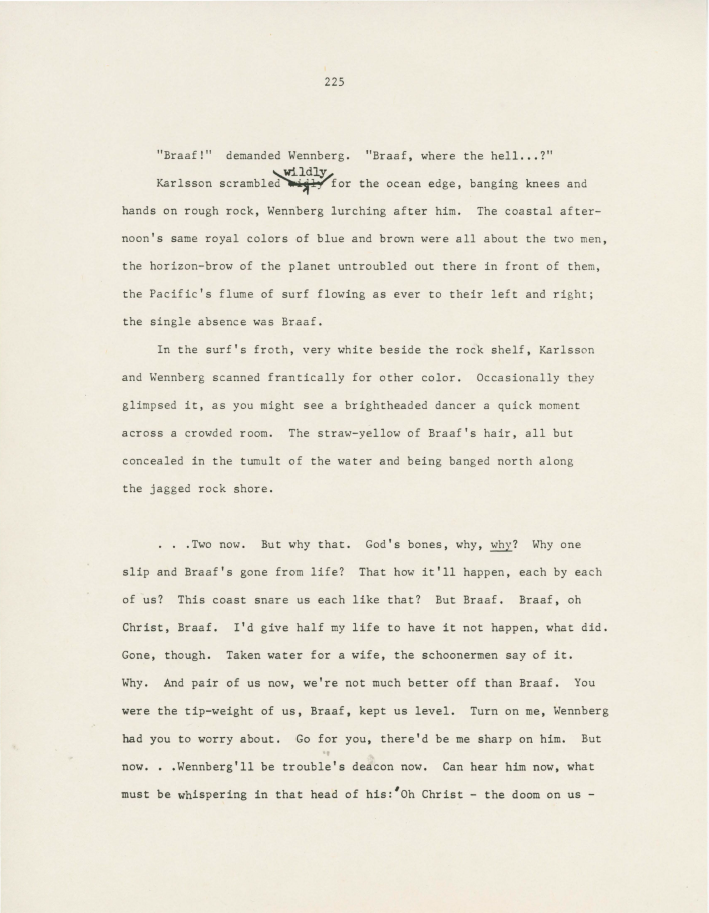 225
"Braaf!" demanded Wennberg. "Braaf, where the hell...?"
wildly
Karlsson scrambled for the ocean edge, banging knees and
hands on rough rock, Wennberg lurching after him. The coastal after-
noon's same royal colors of blue and brown were all about the two men,
the horizon-brow of the planet untroubled out there in front of them,
the Pacific's flume of surf flowing as ever to their left and right;
the single absence was Braaf.
In the surf's froth, very white beside the rock shelf, Karlsson
and Wennberg scanned frantically for other color. Occasionally they
glimpsed it, as you might see a brightheaded dancer a quick moment
across a crowded room. The straw-yellow of Braaf's hair, all but
concealed in the tumult of the water and being banged north along
the jagged rock shore.
. . .Two now. But why that. God's bones, why, why? Why one
slip and Braaf's gone from life? That how it'll happen, each by each
of us? This coast snare us each like that? But Braaf. Braaf, oh
Christ, Braaf. I'd give half my life to have it not happen, what did.
Gone, though. Taken water for a wife, the schoonermen say of it.
Why. And pair of us now, we're not much better off than Braaf. You
were the tip-weight of us, Braaf, kept us level. Turn on me, Wennberg
had you to worry about. Go for you, there'd be me sharp on him. But
now. . .Wennberg'll be trouble's deacon now. Can hear him now, what
must be whispering in that head of his:'Oh Christ - the doom on us -